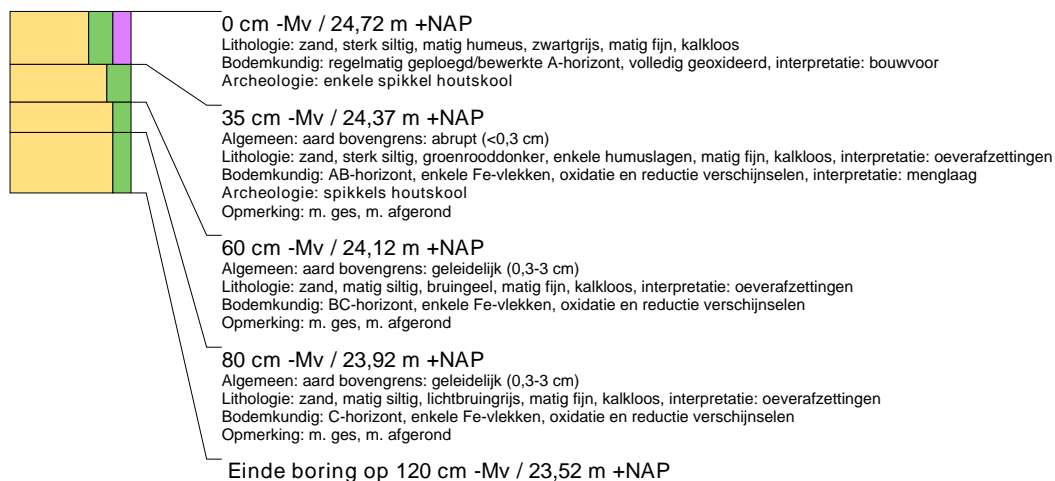 0 cm -Mv / 24,72 m +NAP
Lithologie: zand, sterk siltig, matig humeus, zwartgrijs, matig fijn, kalkloos
Bodemkundig: regelmatig geploegd/bewerkte A-horizont, volledig geoxideerd, interpretatie: bouwvoor
Archeologie: enkele spikkel houtskool
35 cm -Mv / 24,37 m +NAP
Algemeen: aard bovengrens: abrupt (<0,3 cm)
Lithologie: zand, sterk siltig, groenrooddonker, enkele humuslagen, matig fijn, kalkloos, interpretatie: oeverafzettingen
Bodemkundig: AB-horizont, enkele Fe-vlekken, oxidatie en reductie verschijnselen, interpretatie: menglaag
Archeologie: spikkels houtskool
Opmerking: m. ges, m. afgerond
60 cm -Mv / 24,12 m +NAP
Algemeen: aard bovengrens: geleidelijk (0,3-3 cm)
Lithologie: zand, matig siltig, bruingeel, matig fijn, kalkloos, interpretatie: oeverafzettingen
Bodemkundig: BC-horizont, enkele Fe-vlekken, oxidatie en reductie verschijnselen
Opmerking: m. ges, m. afgerond
80 cm -Mv / 23,92 m +NAP
Algemeen: aard bovengrens: geleidelijk (0,3-3 cm)
Lithologie: zand, matig siltig, lichtbruingrijs, matig fijn, kalkloos, interpretatie: oeverafzettingen
Bodemkundig: C-horizont, enkele Fe-vlekken, oxidatie en reductie verschijnselen
Opmerking: m. ges, m. afgerond
Einde boring op 120 cm -Mv / 23,52 m +NAP